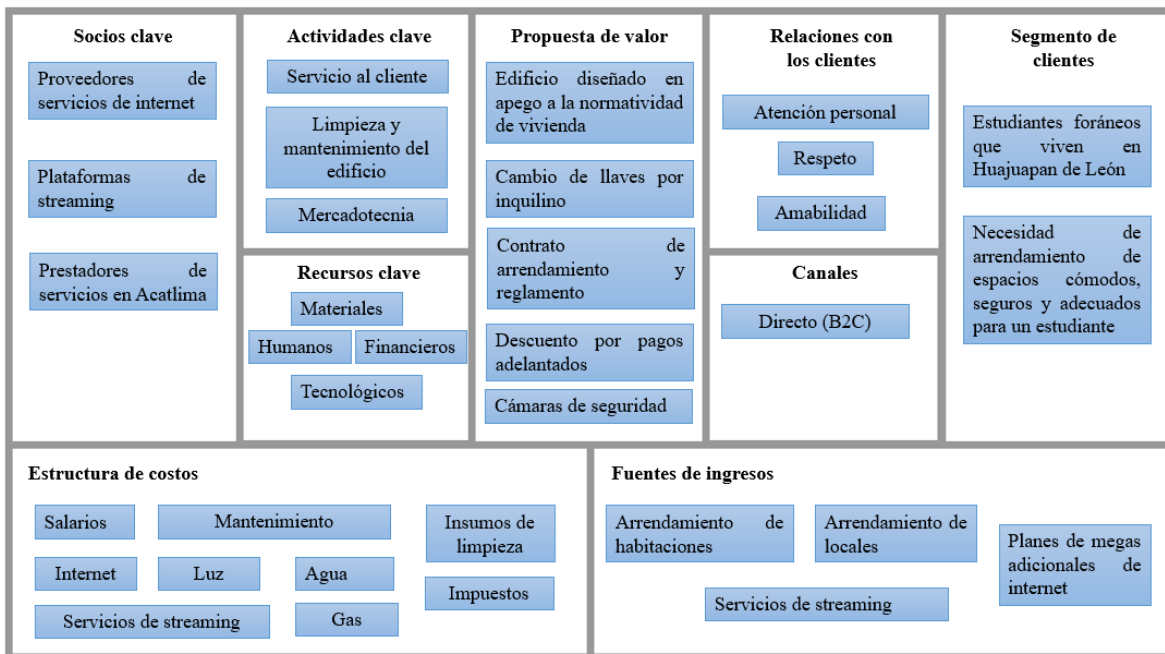 Socios clave
Proveedores de
servicios de internet
Plataformas de
streaming
Prestadores de
servicios en Acatlima
Actividades clave
Servicio al cliente
Limpieza y
mantenimiento del
edificio
Mercadotecnia
Recursos clave
Materiales
Humanos
Financieros
Tecnológicos
Propuesta de valor
Edificio diseñado en
apego a la normatividad
de vivienda
Cambio de llaves por
inquilino
Contrato de
arrendamiento y
reglamento
Descuento por pagos
adelantados
Cámaras de seguridad
Relaciones con
los clientes
Atención personal
Respeto
Amabilidad
Canales
Directo (B2C)
Segmento de
clientes
Estudiantes foráneos
que viven en
Huajuapan de León
Necesidad de
arrendamiento de
espacios cómodos,
seguros y adecuados
para un estudiante
Estructura de costos
Salarios
Mantenimiento
Insumos de
limpieza
Internet
Luz
Agua
Impuestos
Servicios de streaming
Gas
Fuentes de ingresos
Arrendamiento de
habitaciones
Arrendamiento de
locales
Planes de megas
adicionales de
internet
Servicios de streaming